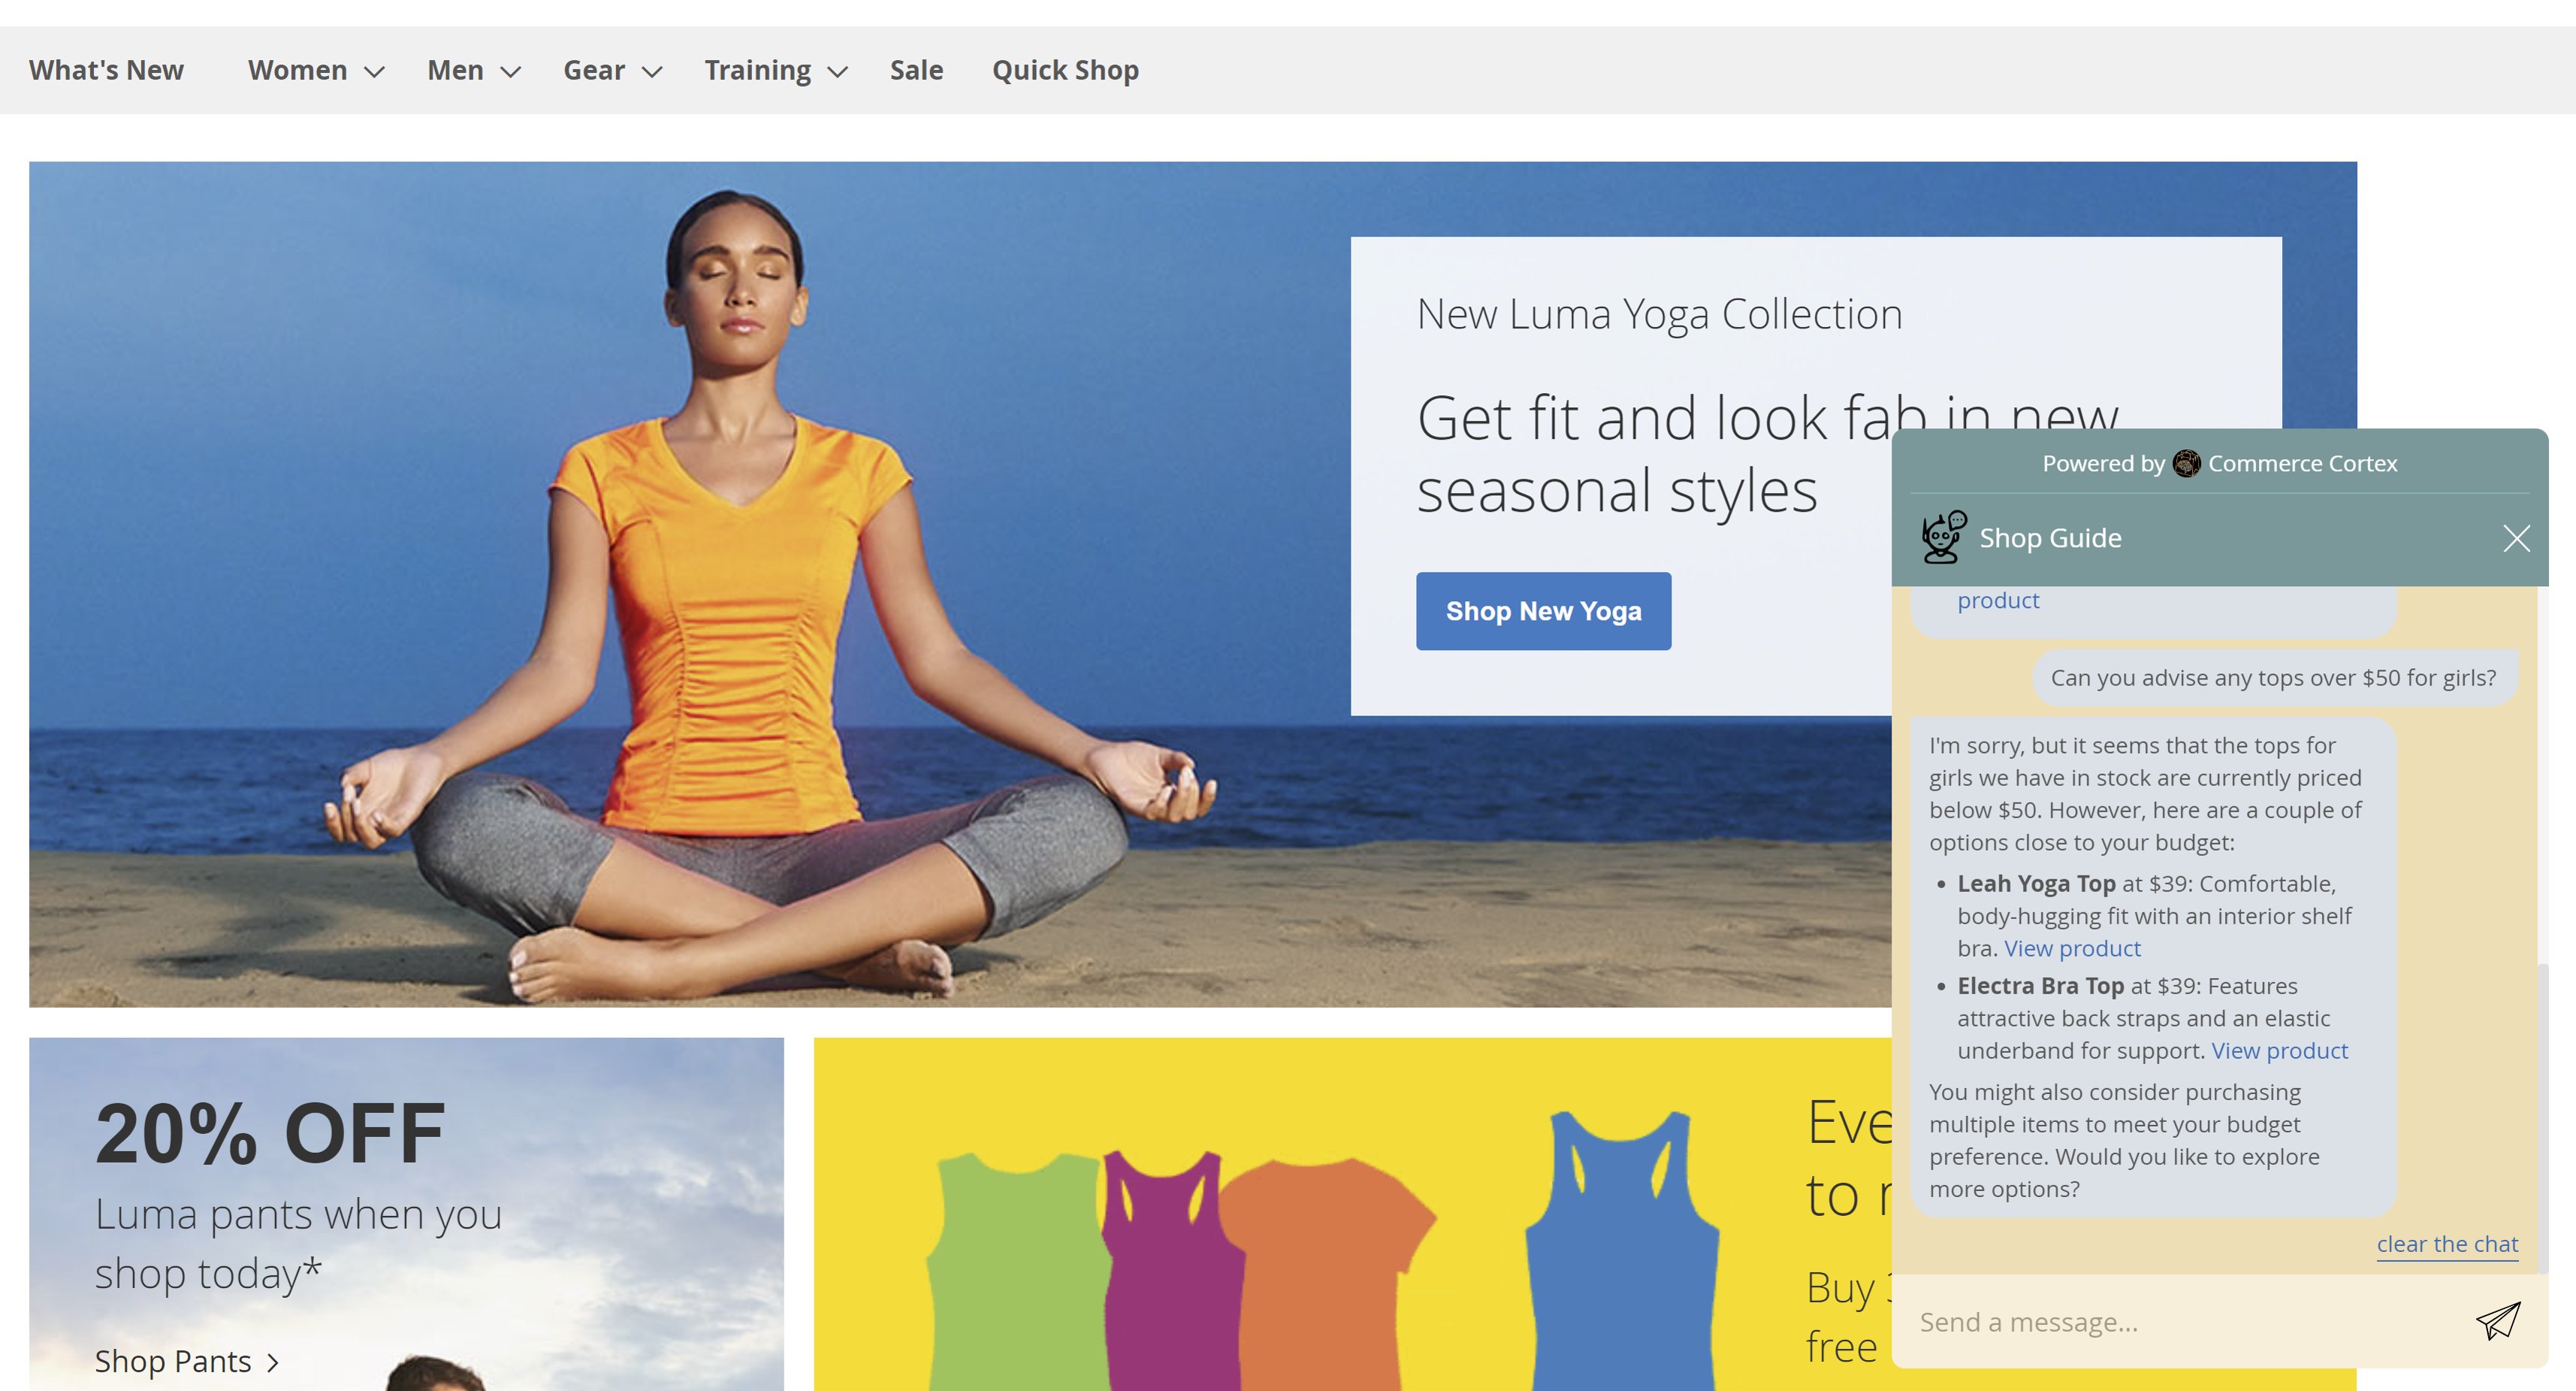 What's New Women Men Gear Training Sale Quick Shop
New Luma Yoga Collection
Get fit and look fab in new
seasonal styles
Shop New Yoga
20% OFF
Luma pants when you
shop today*
Shop Pants
to
Buy
free
Powered by Commerce Cortex
Shop Guide
product
Can you advise any tops over $50 for girls?
I'm sorry, but it seems that the tops for
girls we have in stock are currently priced
below $50. However, here are a couple of
options close to your budget:
• Leah Yoga Top at $39: Comfortable,
body-hugging fit with an interior shelf
bra. View product
• Electra Bra Top at $39: Features
attractive back straps and an elastic
underband for support. View product
You might also consider purchasing
multiple items to meet your budget
preference. Would you like to explore
more options?
clear the chat
Send a message...